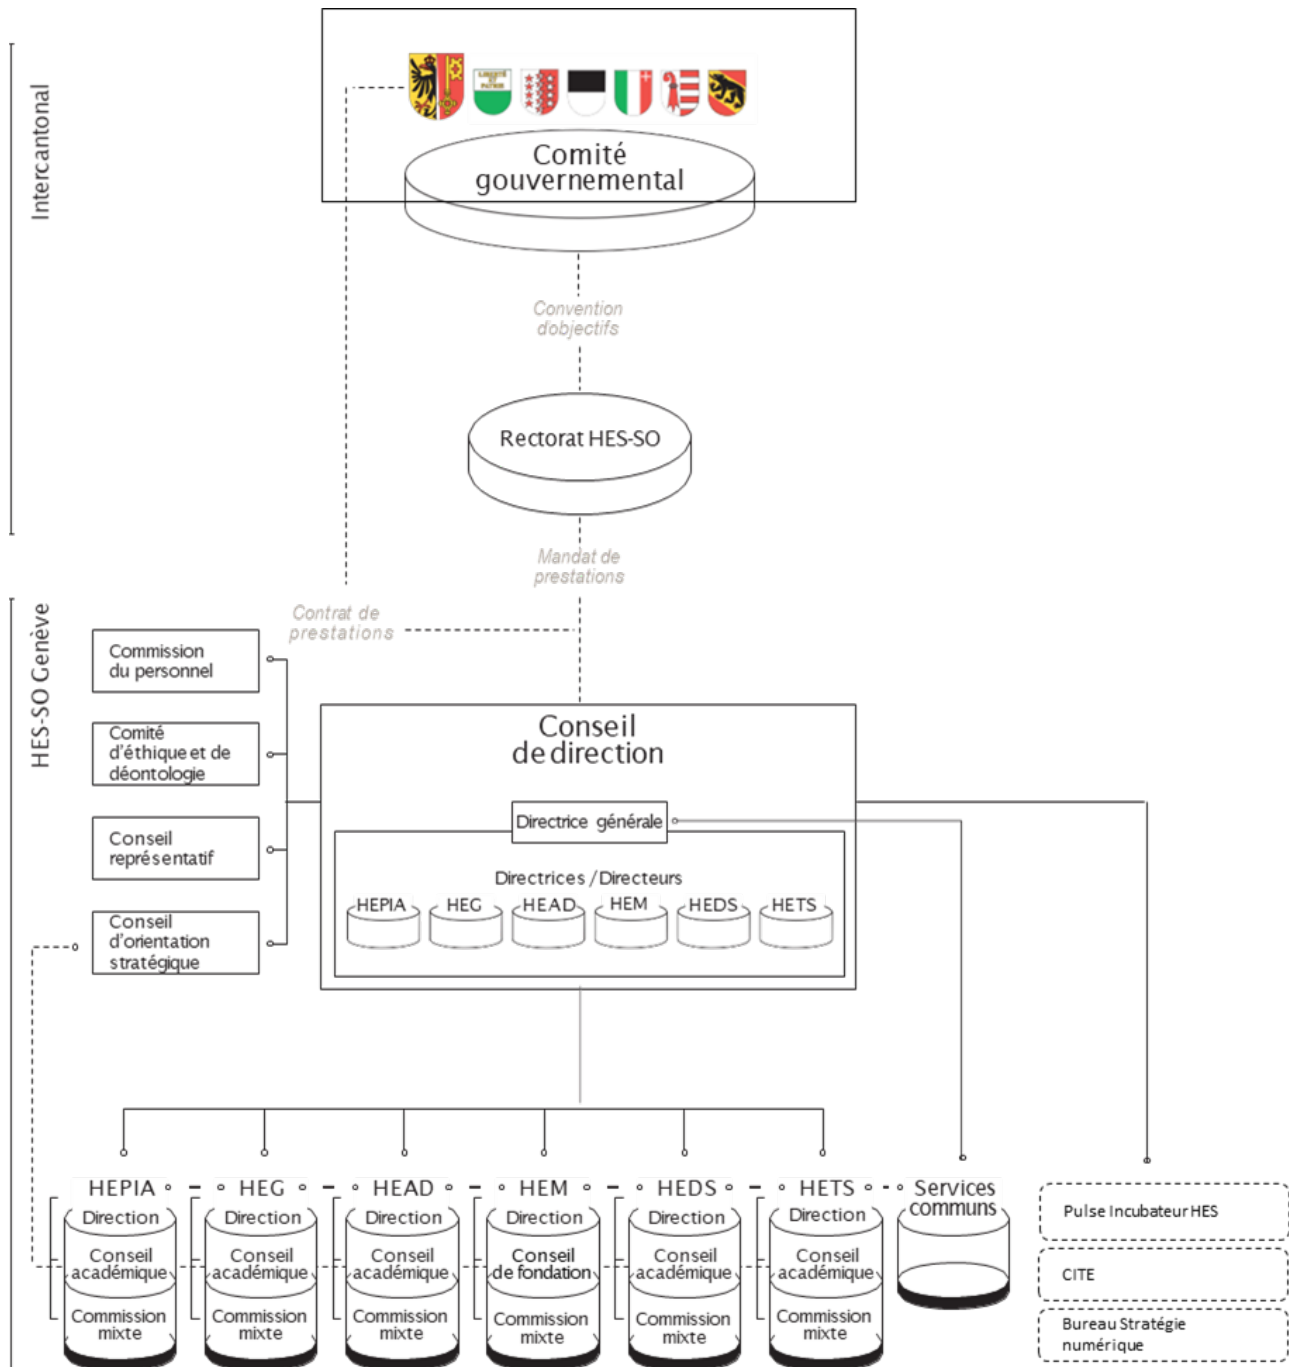 Intercantonal
LIBERTÉ
ET
PATRIE
Comité
gouvernemental
Convention
d'objectifs
Rectorat HES-SO
Mandat de
prestations
Contrat de
prestations
HES-SO Genève
Commission
du personnel
Comité
d'éthique et de
déontologie
Conseil
représentatif
Conseil
d'orientation
stratégique
Conseil
de direction
Directrice générale
Directrices / Directeurs
HEPIA HEG HEAD HEM HEDS HETS
HEPIA HEG HEAD HEM HEDS HETS Services
communs
Direction Direction Direction Direction Direction Direction
Conseil Conseil Conseil Conseil Conseil Conseil
académique académique académique de fondation académique académique
Commission Commission Commission Commission Commission Commission
mixte mixte mixte mixte mixte mixte
Pulse Incubateur HES
CITE
Bureau Stratégie
numérique